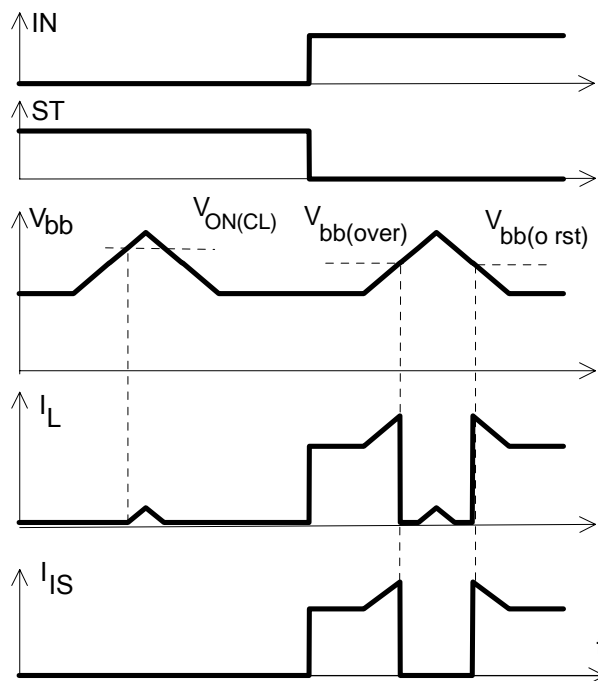 IN
ST
Vbb
VON(CL)
Vbb(over)
Vbb(o rst)
IL
IIS